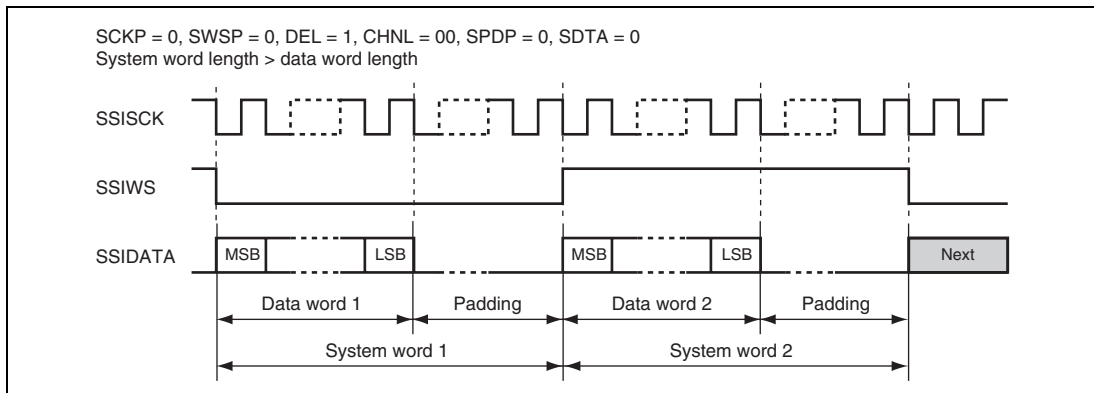 SCKP = 0, SWSP = 0, DEL = 1, CHNL = 00, SPDP = 0, SDTA = 0
System word length > data word length
SSISCK
SSIWS
SSIDATA
MSB
LSB
MSB
LSB
Next
Data word 1
Padding
Data word 2
Padding
System word 1
System word 2